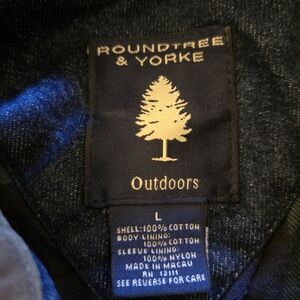 ROUNDTREE
& YORKE
Outdoors
L
SHELL:100% COTTON
BODY LINING:
100% COTTON
SLEEVE LINING:
100% NYLON
MADE IN MACAU
RN 12111
SEE REVERSE FOR CARE